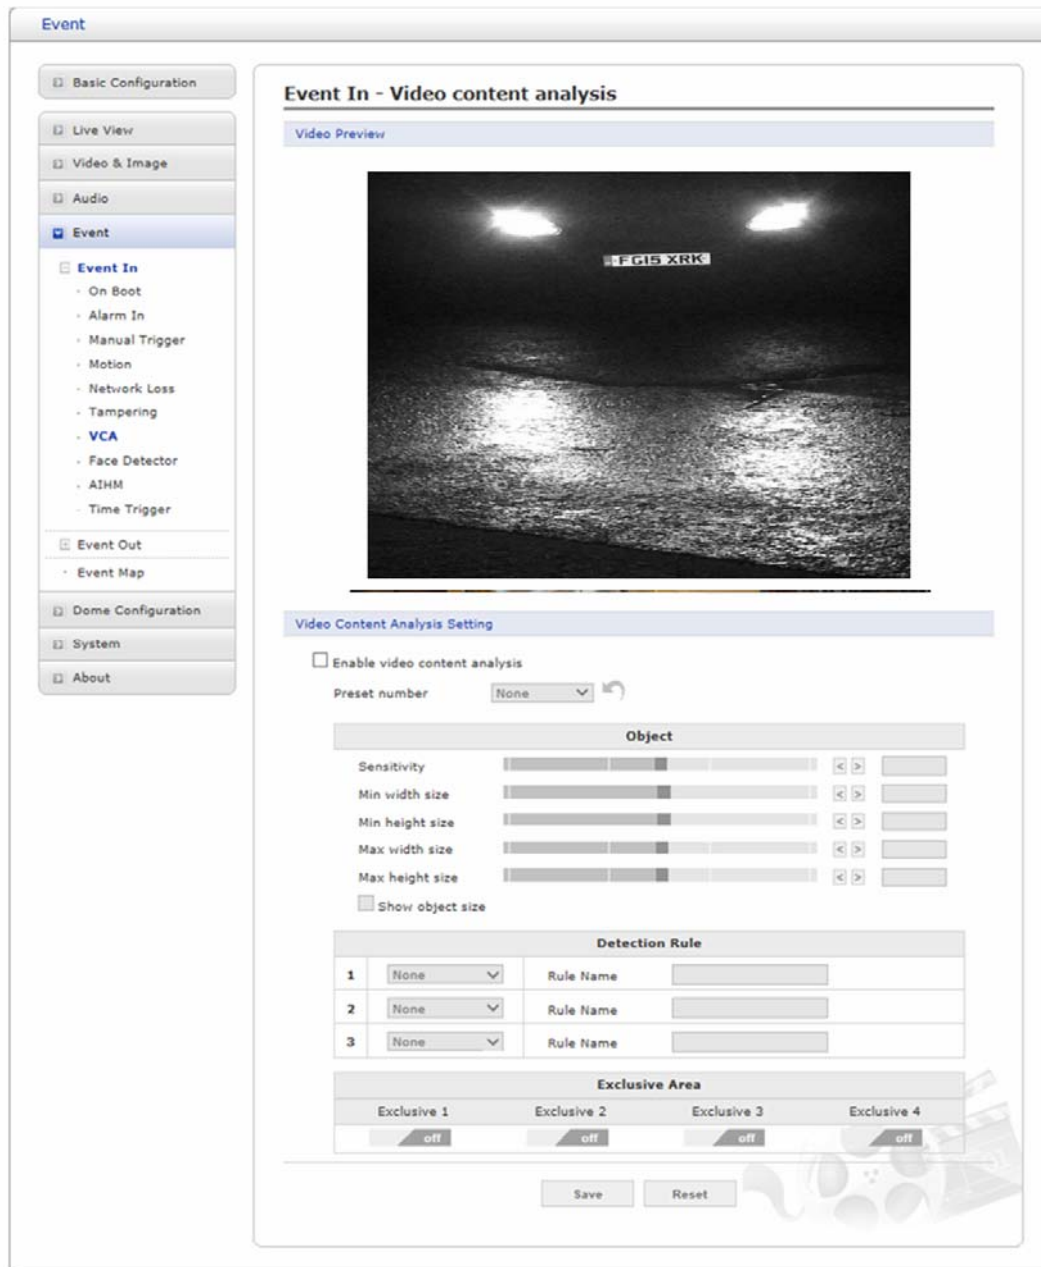 Event
Basic Configuration
Live View
Video & Image
Audio
Event
Event In
On Boot
Alarm In
Manual Trigger
Motion
Network Loss
Tampering
VCA
Face Detector
AIHM
Time Trigger
Event Out
Event Map
Dome Configuration
System
About
Event In - Video content analysis
Video Preview
FG15 XRK
Video Content Analysis Setting
Enable video content analysis
Preset number None
Object
Sensitivity < >
Min width size < >
Min height size < >
Max width size < >
Max height size < >
Show object size
Detection Rule
1 None Rule Name
2 None Rule Name
3 None Rule Name
Exclusive Area
Exclusive 1 Exclusive 2 Exclusive 3 Exclusive 4
off off off off
Save Reset